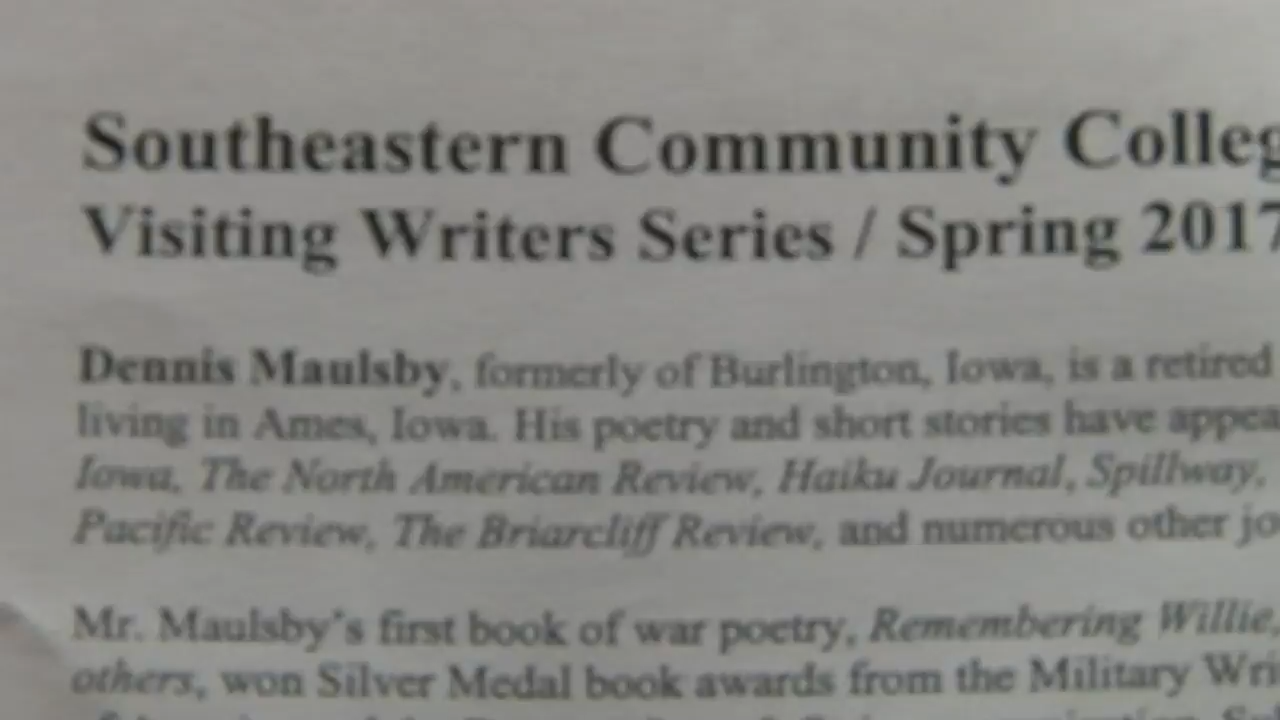 Southeastern Community Colleg
Visiting Writers Series / Spring 2017
Dennis Maulsby, formerly of Burlington, Iowa, is a retired
living in Ames, Iowa. His poetry and short stories have appea
Iowa, The North American Review, Haiku Journal, Spillway,
Pacific Review, The Briarcliff Review, and numerous other jo
Mr. Maulsby's first book of war poetry, Remembering Willie,
others, won Silver Medal book awards from the Military Wri